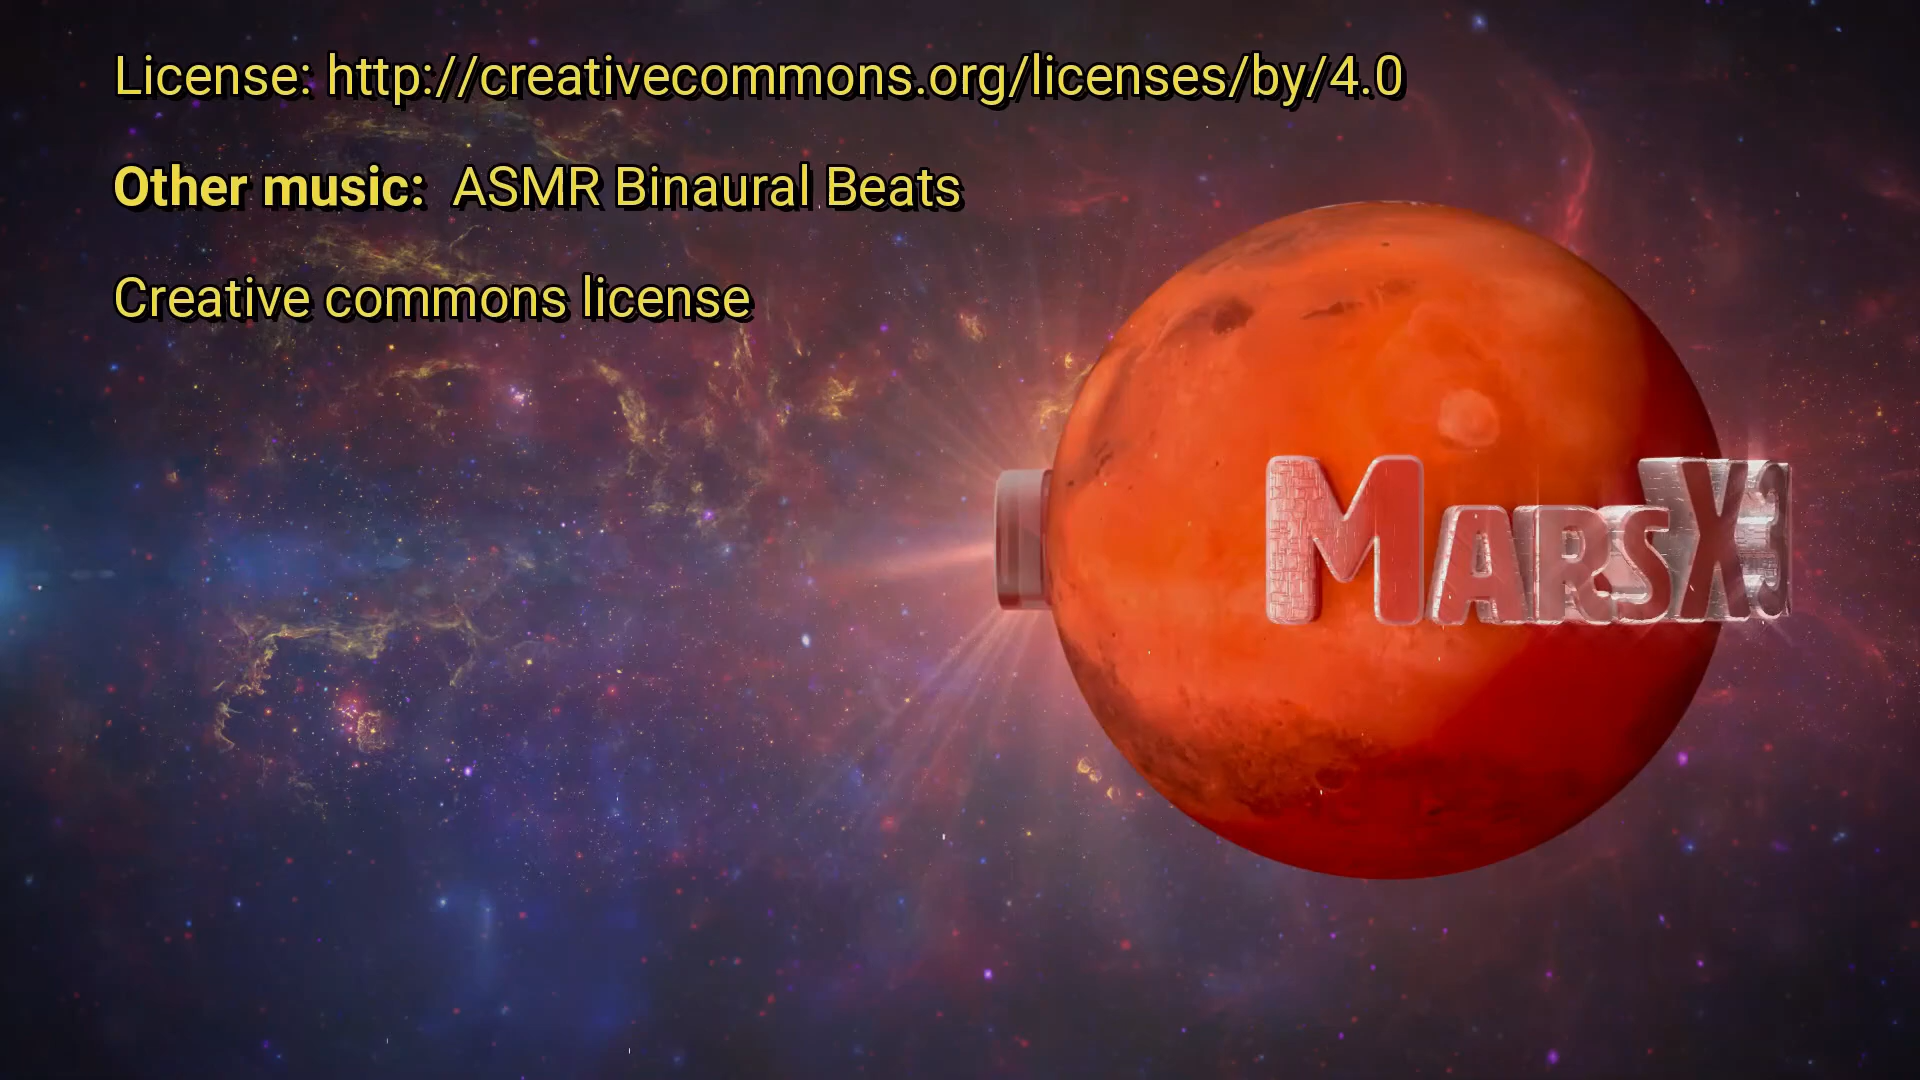 License: http://creativecommons.org/licenses/by/4.0
Other music: ASMR Binaural Beats
Creative commons license
MARSX3